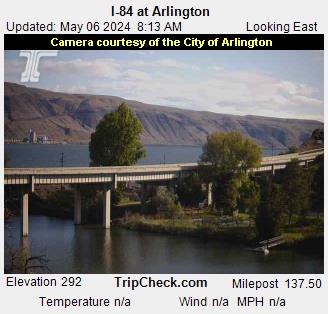 I-84 at Arlington
Updated: May 06 2024 8:13 AM Looking East
Camera courtesy of the City of Arlington
Elevation 292 TripCheck.com Milepost 137.50
Temperature n/a Wind n/a MPH n/a